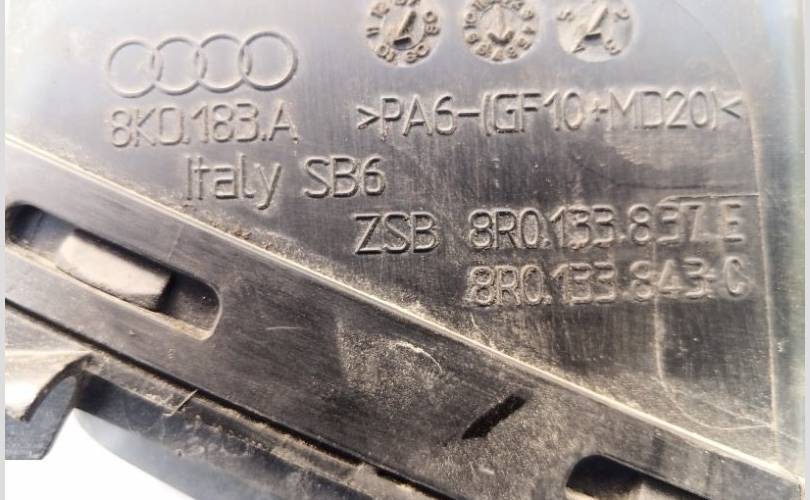 8K0.183.A >PA6-(GF10+MD20)<
Italy SB6
ZSB 8R0.133.837.E
8R0.133.843.C